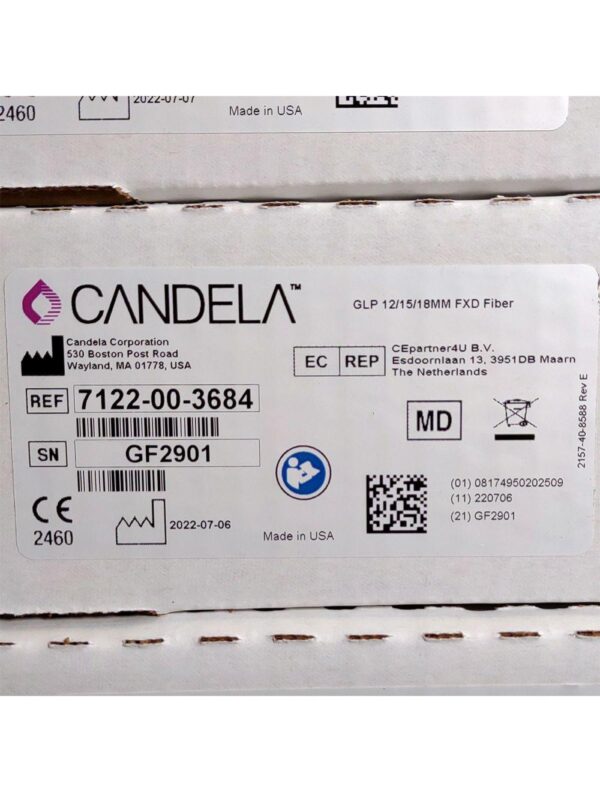 2460
2022-07-07
Made in USA
CANDELA™
GLP 12/15/18MM FXD Fiber
Candela Corporation
530 Boston Post Road
Wayland, MA 01778, USA
EC REP
CEpartner4U B.V.
Esdoornlaan 13, 3951DB Maarn
The Netherlands
REF 7122-00-3684
MD
SN GF2901
2157-40-8588 Rev E
(01) 08174950202509
(11) 220706
(21) GF2901
CE
2460
2022-07-06
Made in USA